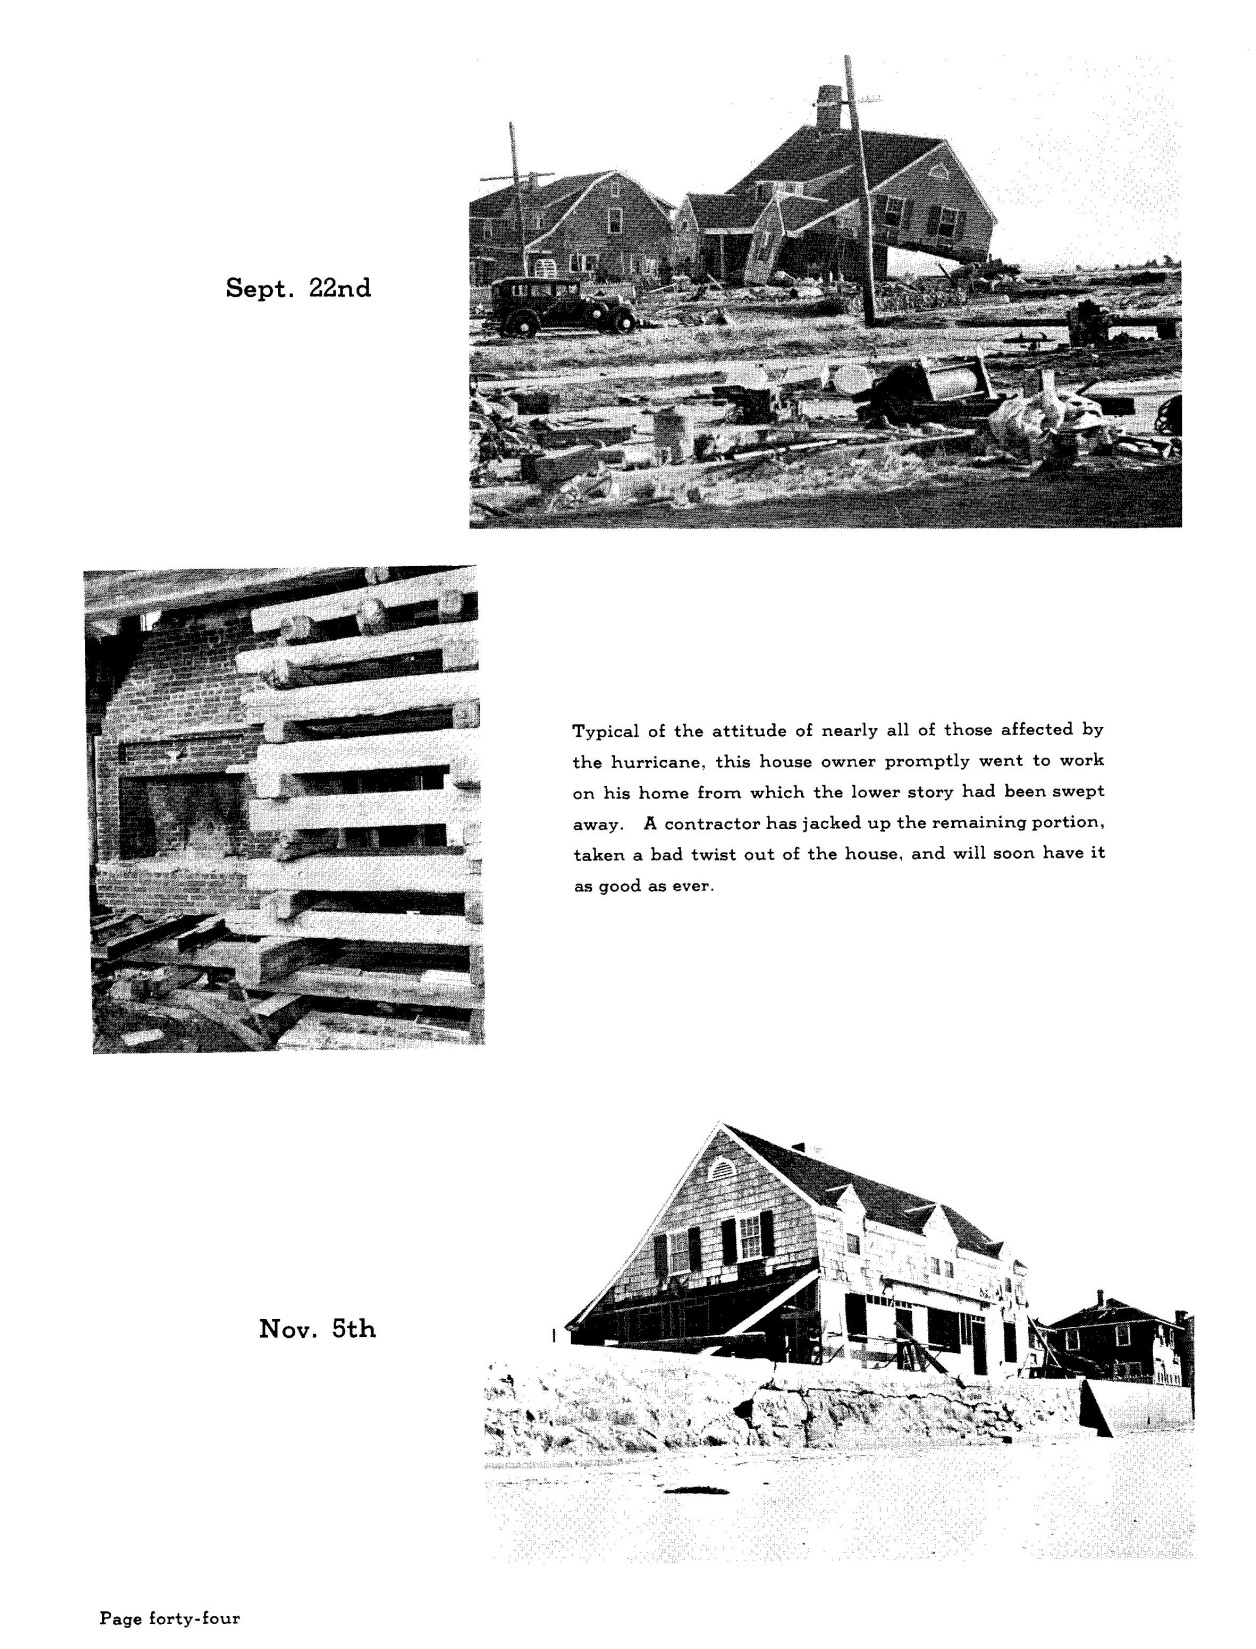 Sept. 22nd
Typical of the attitude of nearly all of those affected by
the hurricane, this house owner promptly went to work
on his home from which the lower story had been swept
away. A contractor has jacked up the remaining portion,
taken a bad twist out of the house, and will soon have it
as good as ever.
Nov. 5th
Page forty-four